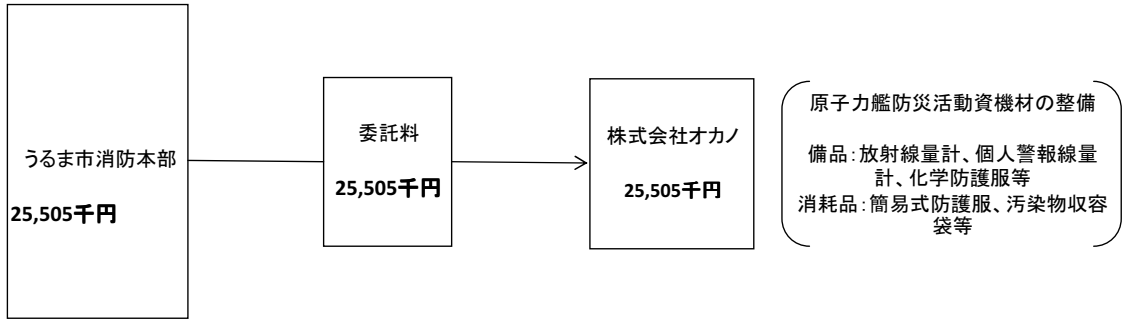 うるま市消防本部
25,505千円
委託料
25,505千円
株式会社オカノ
25,505千円
原子力艦防災活動資機材の整備
備品:放射線量計、個人警報線量
計、化学防護服等
消耗品:簡易式防護服、汚染物収容
袋等